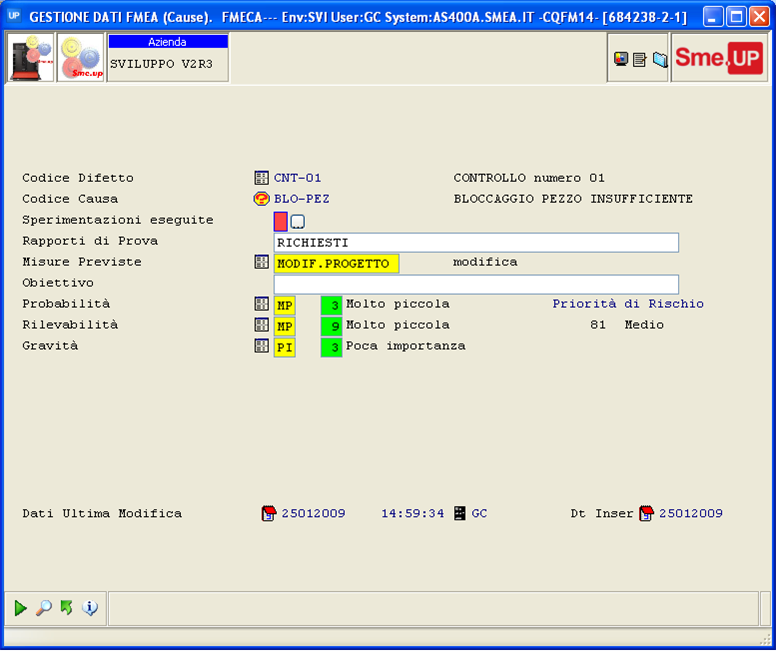 UP GESTIONE DATI FMEA (Cause). FMECA--- Env:SVI User:GC System:AS400A.SMEA.IT -CQFM14- [684238-2-1]
Azienda
SVILUPPO V2R3
Sme.up
Sme.UP
Codice Difetto CNT-01 CONTROLLO numero 01
Codice Causa BLO-PEZ BLOCCAGGIO PEZZO INSUFFICIENTE
Sperimentazioni eseguite
Rapporti di Prova RICHIESTI
Misure Previste MODIF.PROGETTO modifica
Obiettivo
Probabilità MP 3 Molto piccola Priorità di Rischio
Rilevabilità MP 9 Molto piccola 81 Medio
Gravità PI 3 Poca importanza
Dati Ultima Modifica 25012009 14:59:34 GC Dt Inser 25012009